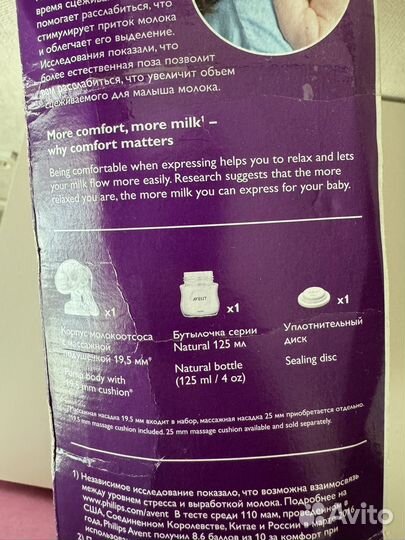 время сцеживан
помогает расслабиться, что
стимулирует приток молока
и облегчает его выделение.
Исследования показали, что
более естественная поза позволит
вам расслабиться, что увеличит объем
сцеживаемого для малыша молока.
More comfort, more milk¹ –
why comfort matters
Being comfortable when expressing helps you to relax and lets
your milk flow more easily. Research suggests that the more
relaxed you are, the more milk you can express for your baby.
x1
AVENT
x1
x1
Корпус молокоотсоса
с массажной
подушечкой 19,5 мм*
Pump body with
19.5 mm cushion*
Бутылочка серии
Natural 125 мл
Natural bottle
(125 ml / 4 oz)
Уплотнительный
диск
Sealing disc
*Массажная насадка 19.5 мм входит в набор, массажная насадка 25 мм приобретается отдельно.
*19.5 mm massage cushion included. 25 mm massage cushion available and sold separately.
1) Независимое исследование показало, что возможна взаимосвязь
между уровнем стресса и выработкой молока. Подробнее на
www.philips.com/avent. В тесте среди 110 мам, проведенном
США, Соединенном Королевстве, Китае и России в марте
года, Philips Avent получили 8.6 баллов из 10 за комфорт при
использова
2) П
Avito